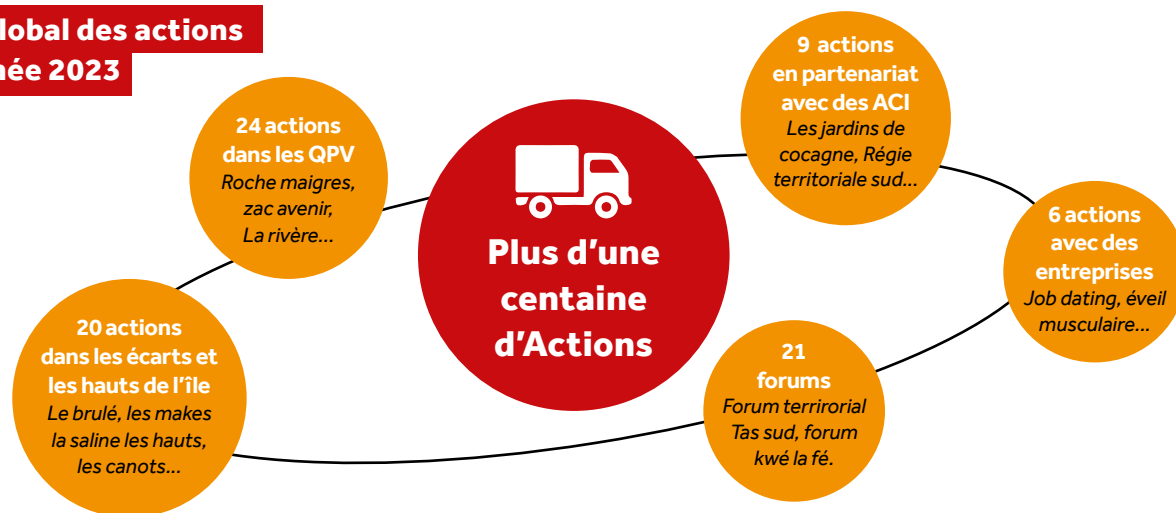 lobal des actions
née 2023
24 actions
dans les QPV
Roche maigres,
zac avenir,
La rivère...
20 actions
dans les écarts et
les hauts de l'île
Le brulé, les makes
la saline les hauts,
les canots...
Plus d'une
centaine
d'Actions
9 actions
en partenariat
avec des ACI
Les jardins de
cocagne, Régie
territoriale sud...
6 actions
avec des
entreprises
Job dating, éveil
musculaire...
21
forums
Forum terrirorial
Tas sud, forum
kwé la fé.